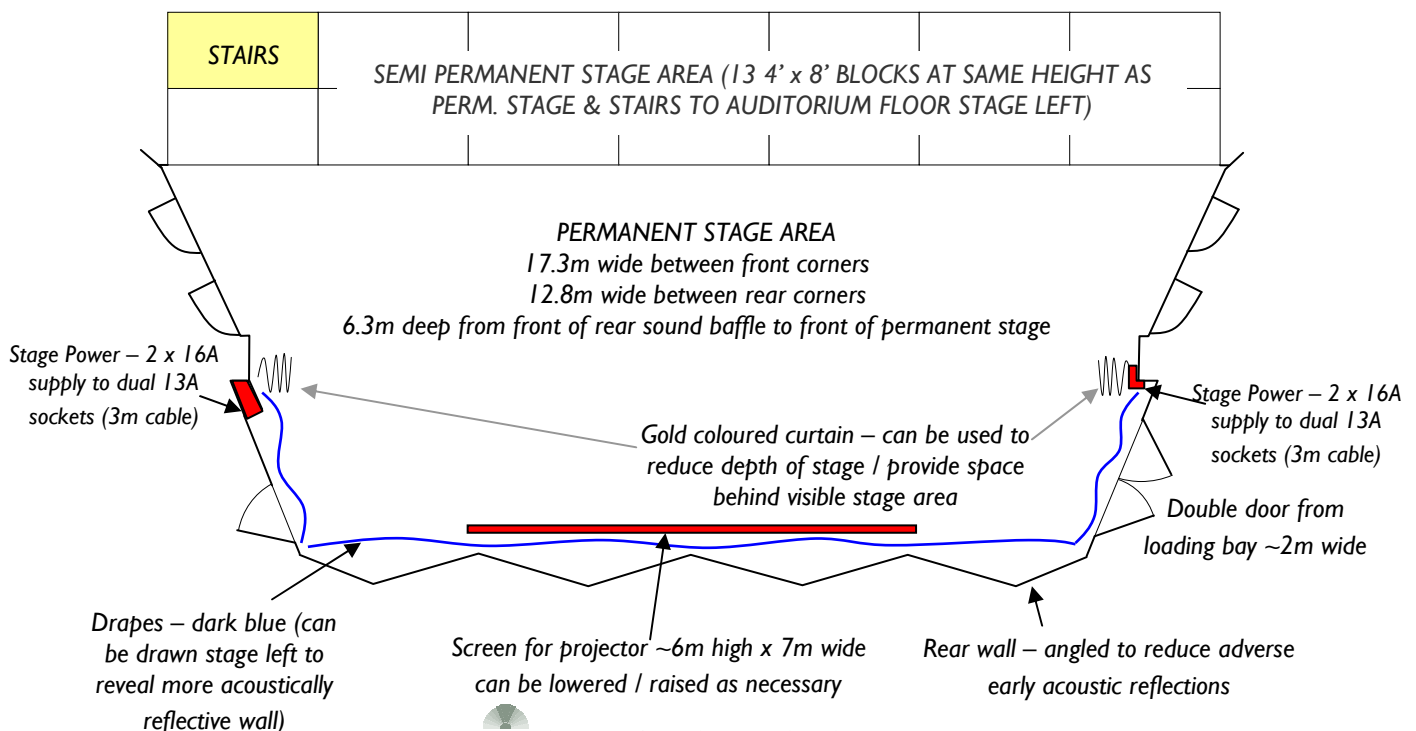 STAIRS
SEMI PERMANENT STAGE AREA (13 4’ x 8’ BLOCKS AT SAME HEIGHT AS
PERM. STAGE & STAIRS TO AUDITORIUM FLOOR STAGE LEFT)
PERMANENT STAGE AREA
17.3m wide between front corners
12.8m wide between rear corners
6.3m deep from front of rear sound baffle to front of permanent stage
Stage Power – 2 x 16A
supply to dual 13A
sockets (3m cable)
Stage Power – 2 x 16A
supply to dual 13A
sockets (3m cable)
Gold coloured curtain – can be used to
reduce depth of stage / provide space
behind visible stage area
Double door from
loading bay ~2m wide
Drapes – dark blue (can
be drawn stage left to
reveal more acoustically
reflective wall)
Screen for projector ~6m high x 7m wide
can be lowered / raised as necessary
Rear wall – angled to reduce adverse
early acoustic reflections